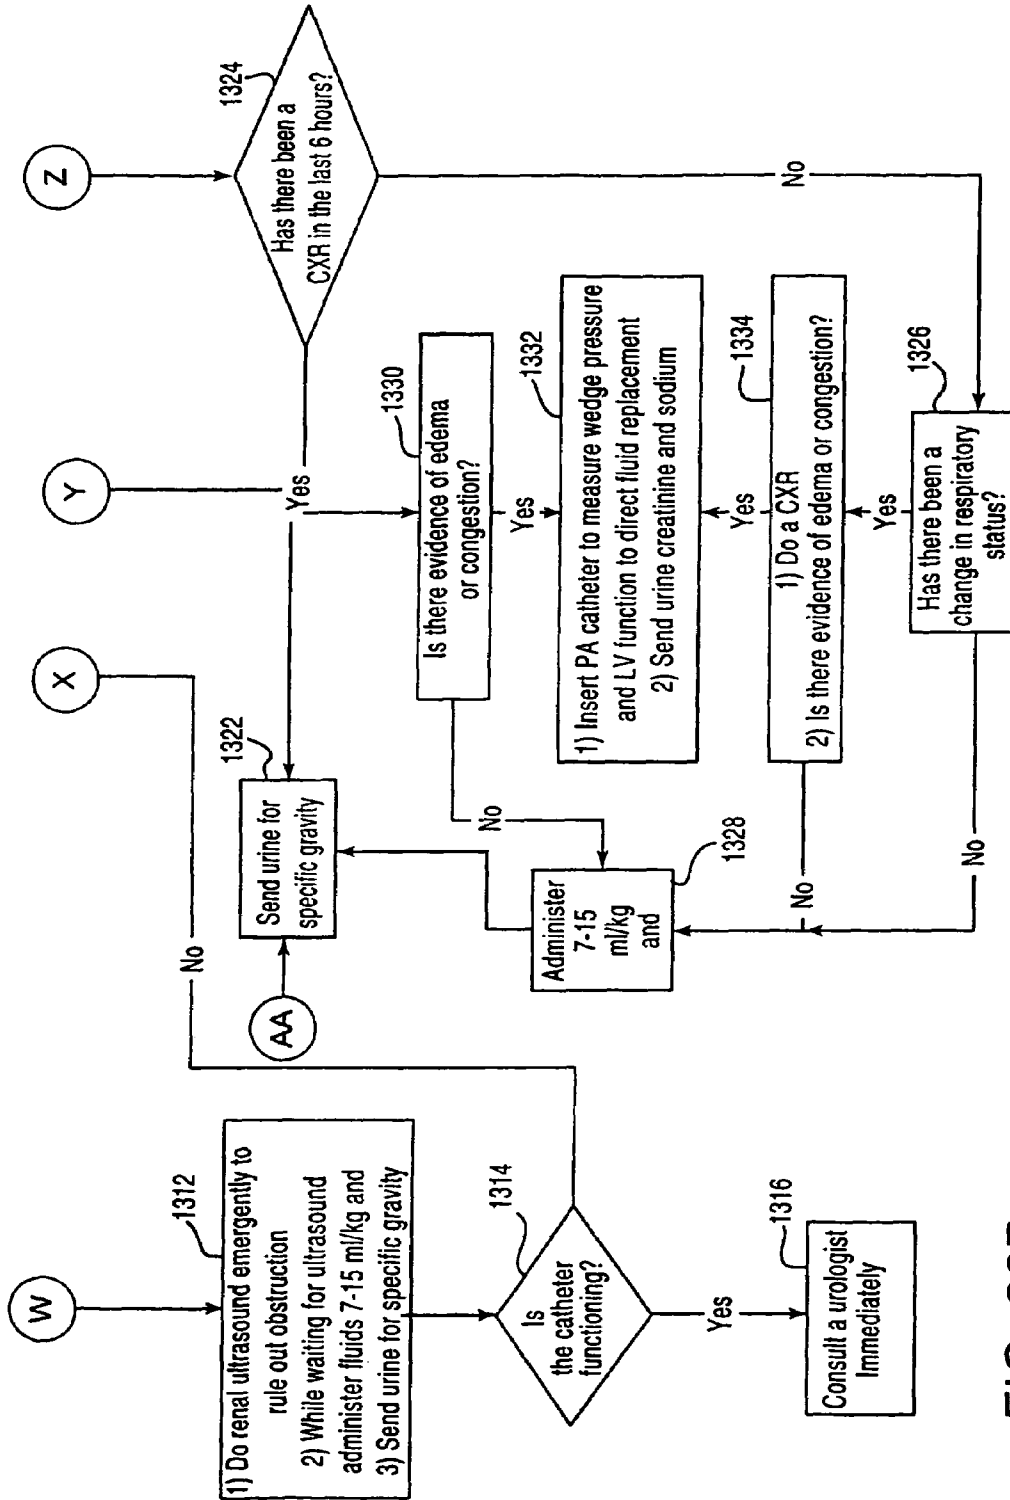 W
X
Y
Z
1312
1) Do renal ultrasound emergently to
rule out obstruction
2) While waiting for ultrasound
administer fluids 7-15 ml/kg and
3) Send urine for specific gravity
1314
Is
the catheter
functioning?
No
Yes
1316
Consult a urologist
Immediately
AA
1322
Send urine for
specific gravity
1324
Has there been a
CXR in the last 6 hours?
Yes
No
1330
Is there evidence of edema
or congestion?
No
Yes
1328
Administer
7-15
ml/kg
and
1332
1) Insert PA catheter to measure wedge pressure
and LV function to direct fluid replacement
2) Send urine creatinine and sodium
Yes
1334
1) Do a CXR
2) Is there evidence of edema or congestion?
No
Yes
1326
Has there been a
change in respiratory
status?
No
FIG